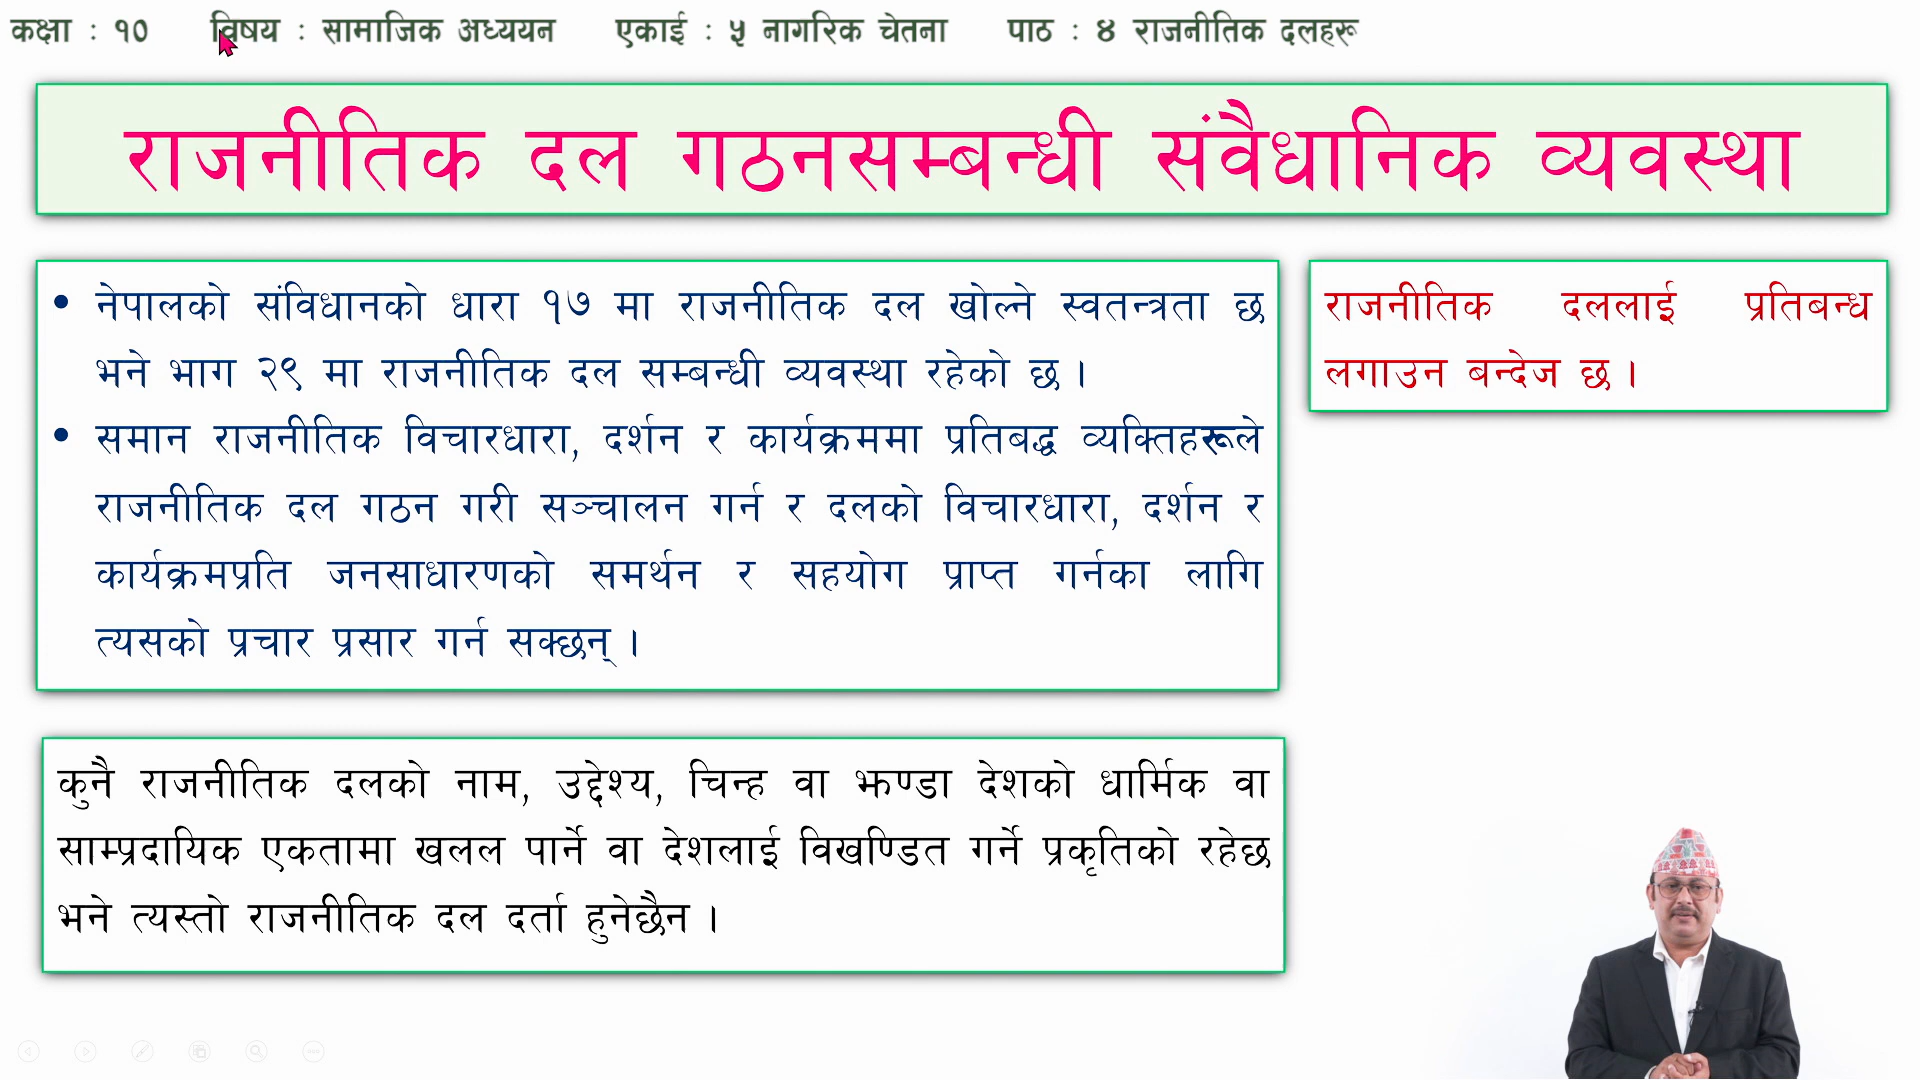 कक्षा : १० विषय : सामाजिक अध्ययन एकाई : ५ नागरिक चेतना पाठ : ४ राजनीतिक दलहरू
राजनीतिक दल गठनसम्बन्धी संवैधानिक व्यवस्था
• नेपालको संविधानको धारा १७ मा राजनीतिक दल खोल्ने स्वतन्त्रता छ
भने भाग २९ मा राजनीतिक दल सम्बन्धी व्यवस्था रहेको छ ।
• समान राजनीतिक विचारधारा, दर्शन र कार्यक्रममा प्रतिबद्ध व्यक्तिहरूले
राजनीतिक दल गठन गरी सञ्चालन गर्न र दलको विचारधारा, दर्शन र
कार्यक्रमप्रति जनसाधारणको समर्थन र सहयोग प्राप्त गर्नका लागि
त्यसको प्रचार प्रसार गर्न सक्छन् ।
राजनीतिक दललाई प्रतिबन्ध
लगाउन बन्देज छ ।
कुनै राजनीतिक दलको नाम, उद्देश्य, चिन्ह वा झण्डा देशको धार्मिक वा
साम्प्रदायिक एकतामा खलल पार्ने वा देशलाई विखण्डित गर्ने प्रकृतिको रहेछ
भने त्यस्तो राजनीतिक दल दर्ता हुनेछैन ।